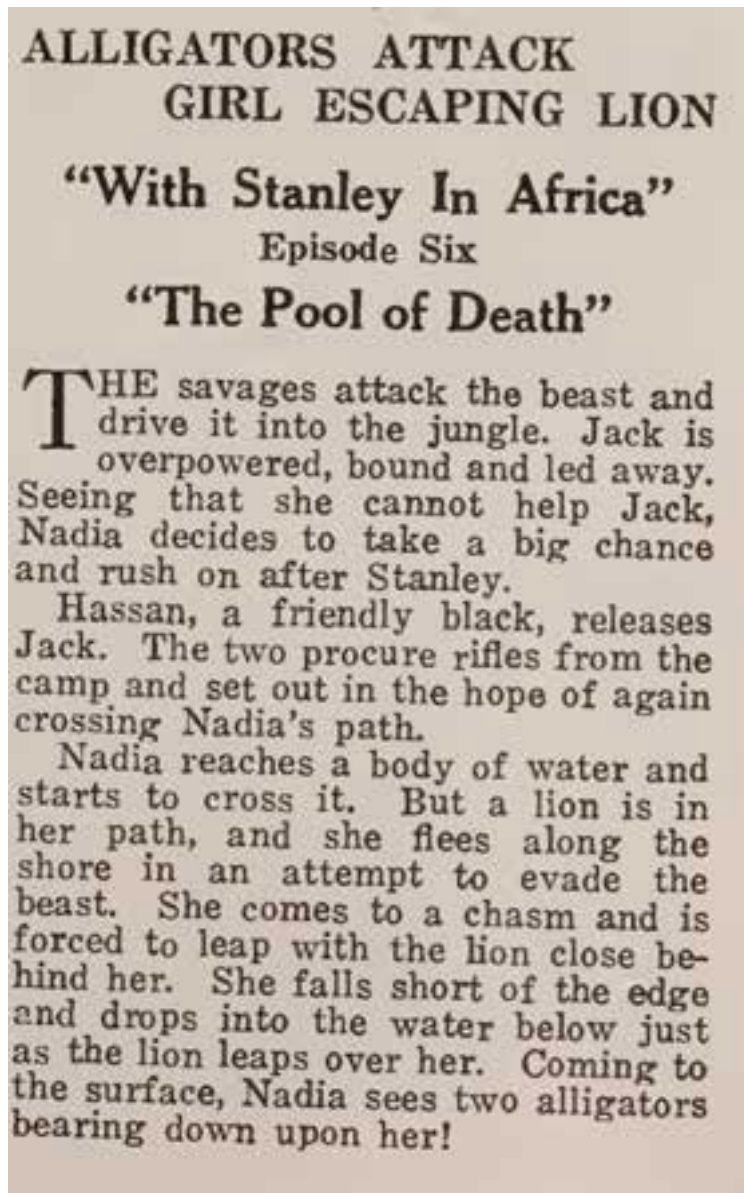 ALLIGATORS ATTACK
GIRL ESCAPING LION
“With Stanley In Africa”
Episode Six
“The Pool of Death”
THE savages attack the beast and
drive it into the jungle. Jack is
overpowered, bound and led away.
Seeing that she cannot help Jack,
Nadia decides to take a big chance
and rush on after Stanley.
Hassan, a friendly black, releases
Jack. The two procure rifles from the
camp and set out in the hope of again
crossing Nadia’s path.
Nadia reaches a body of water and
starts to cross it. But a lion is in
her path, and she flees along the
shore in an attempt to evade the
beast. She comes to a chasm and is
forced to leap with the lion close be-
hind her. She falls short of the edge
and drops into the water below just
as the lion leaps over her. Coming to
the surface, Nadia sees two alligators
bearing down upon her!